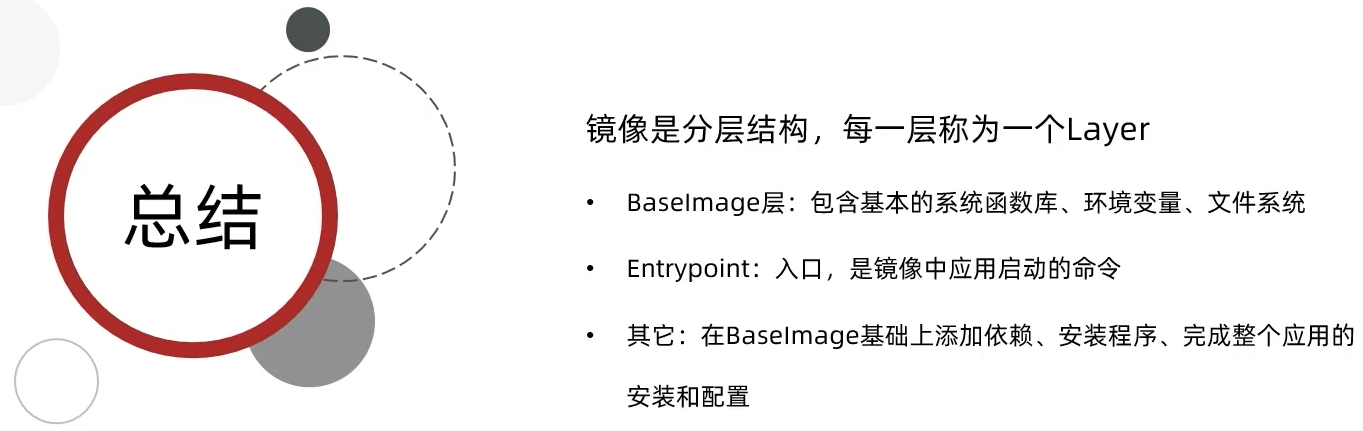 总结
镜像是分层结构，每一层称为一个Layer
• BaseImage层：包含基本的系统函数库、环境变量、文件系统
• Entrypoint：入口，是镜像中应用启动的命令
• 其它：在BaseImage基础上添加依赖、安装程序、完成整个应用的
安装和配置